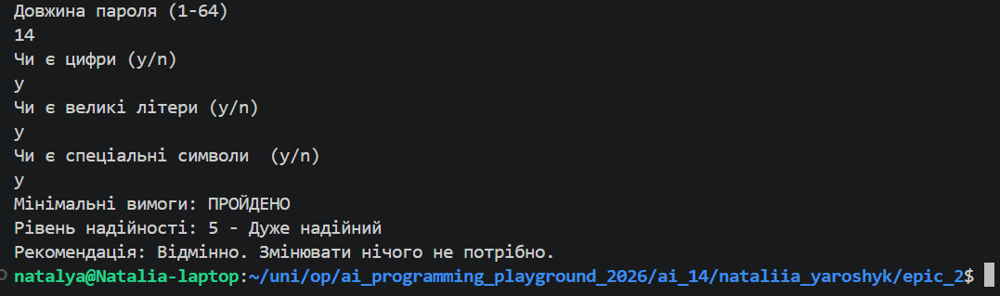 Довжина пароля (1-64)
14
Чи є цифри (y/n)
y
Чи є великі літери (y/n)
y
Чи є спеціальні символи  (y/n)
y
Мінімальні вимоги: ПРОЙДЕНО
Рівень надійності: 5 - Дуже надійний
Рекомендація: Відмінно. Змінювати нічого не потрібно.
natalya@Natalia-laptop:~/uni/op/ai_programming_playground_2026/ai_14/nataliia_yaroshyk/epic_2$